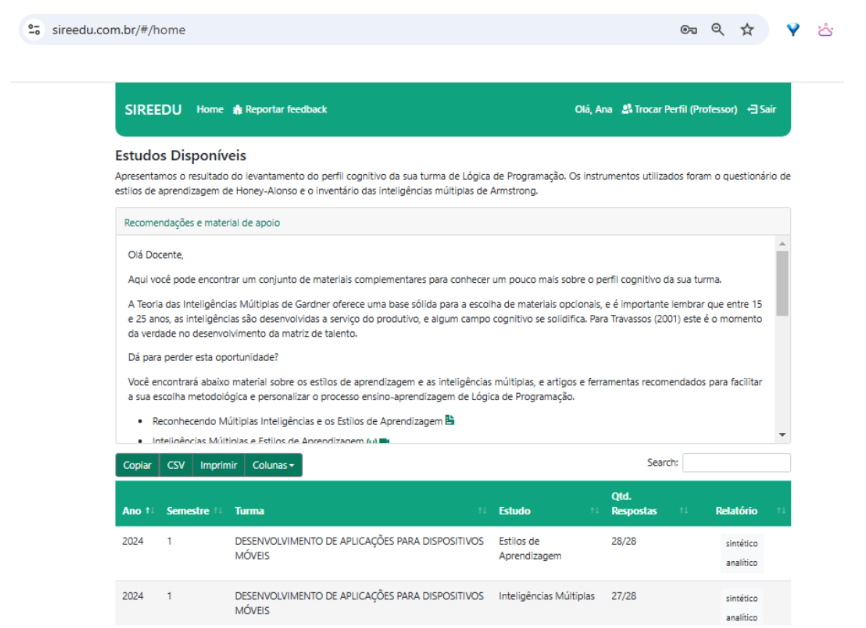 sireedu.com.br/#/home
SIREEDU Home Reportar feedback Olá, Ana Trocar Perfil (Professor) Sair
Estudos Disponíveis
Apresentamos o resultado do levantamento do perfil cognitivo da sua turma de Lógica de Programação. Os instrumentos utilizados foram o questionário de
estilos de aprendizagem de Honey-Alonso e o inventário das inteligências múltiplas de Armstrong.
Recomendações e material de apoio
Olá Docente,
Aqui você pode encontrar um conjunto de materiais complementares para conhecer um pouco mais sobre o perfil cognitivo da sua turma.
A Teoria das Inteligências Múltiplas de Gardner oferece uma base sólida para a escolha de materiais opcionais, e é importante lembrar que entre 15
e 25 anos, as inteligências são desenvolvidas a serviço do produtivo, e algum campo cognitivo se solidifica. Para Travassos (2001) este é o momento
da verdade no desenvolvimento da matriz de talento.
Dá para perder esta oportunidade?
Você encontrará abaixo material sobre os estilos de aprendizagem e as inteligências múltiplas, e artigos e ferramentas recomendados para facilitar
a sua escolha metodológica e personalizar o processo ensino-aprendizagem de Lógica de Programação.
• Reconhecendo Múltiplas Inteligências e os Estilos de Aprendizagem
• Inteligências Múltiplas e Estilos de Aprendizagem
Copiar CSV Imprimir Colunas Search:
Ano Semestre Turma Estudo Qtd. Respostas Relatório
2024 1 DESENVOLVIMENTO DE APLICAÇÕES PARA DISPOSITIVOS MÓVEIS Estilos de Aprendizagem 28/28 sintético analítico
2024 1 DESENVOLVIMENTO DE APLICAÇÕES PARA DISPOSITIVOS MÓVEIS Inteligências Múltiplas 27/28 sintético analítico